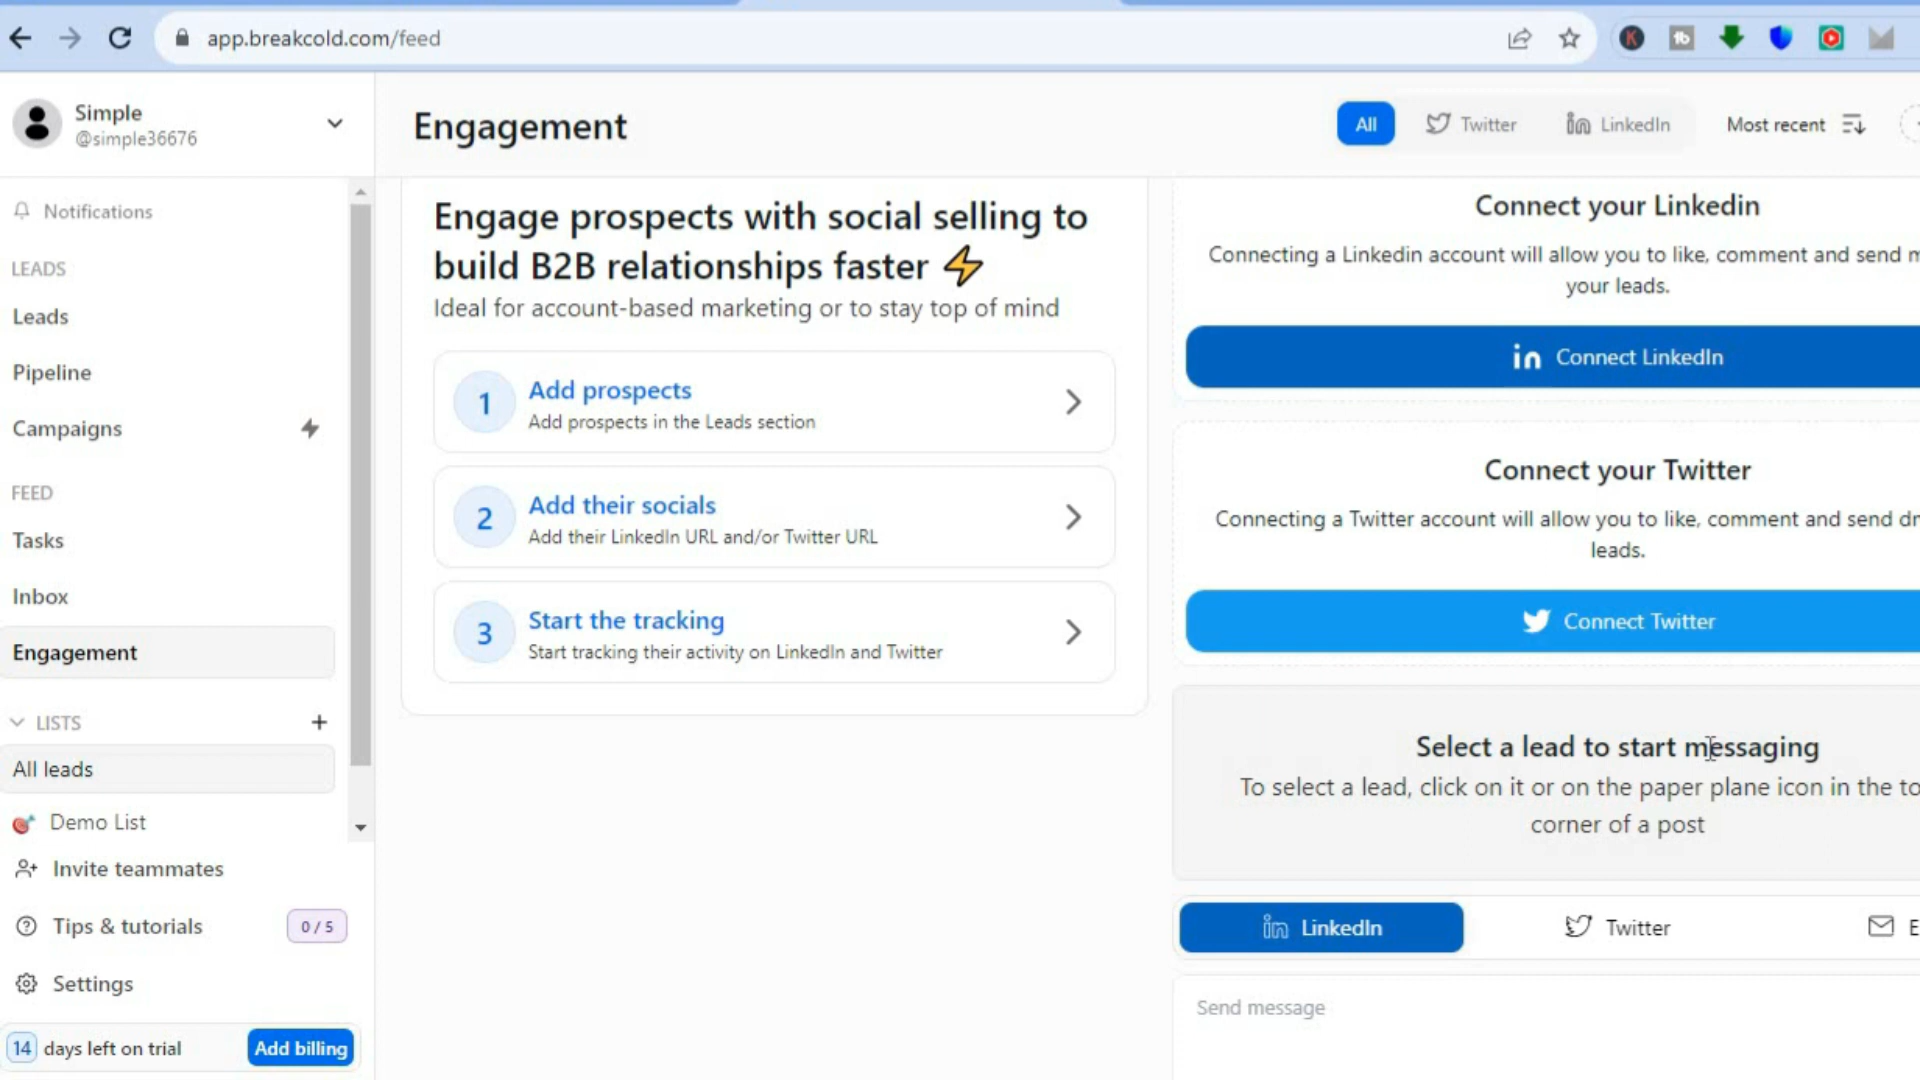 app.breakcold.com/feed
Simple
@simple36676
Engagement
All
Twitter
LinkedIn
Most recent
Notifications
LEADS
Leads
Pipeline
Campaigns
FEED
Tasks
Inbox
Engagement
LISTS
All leads
Demo List
Invite teammates
Tips & tutorials
0 / 5
Settings
14 days left on trial
Add billing
Engage prospects with social selling to
build B2B relationships faster ⚡
Ideal for account-based marketing or to stay top of mind
1
Add prospects
Add prospects in the Leads section
2
Add their socials
Add their LinkedIn URL and/or Twitter URL
3
Start the tracking
Start tracking their activity on LinkedIn and Twitter
Connect your Linkedin
Connecting a Linkedin account will allow you to like, comment and send
your leads.
in Connect LinkedIn
Connect your Twitter
Connecting a Twitter account will allow you to like, comment and send
leads.
Connect Twitter
Select a lead to start messaging
To select a lead, click on it or on the paper plane icon in the
corner of a post
LinkedIn
Twitter
Send message